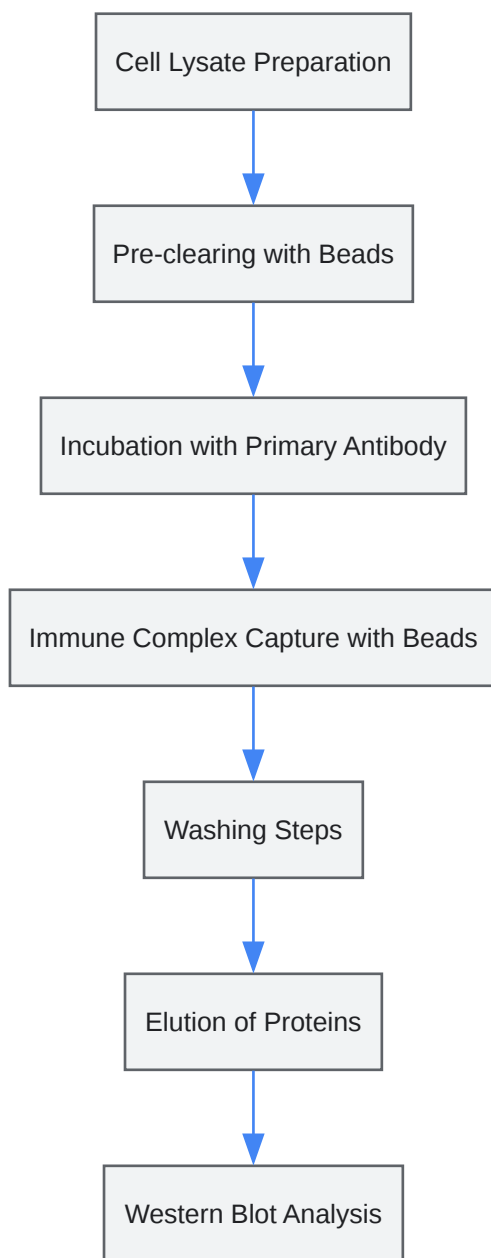 Cell Lysate Preparation
Pre-clearing with Beads
Incubation with Primary Antibody
Immune Complex Capture with Beads
Washing Steps
Elution of Proteins
Western Blot Analysis